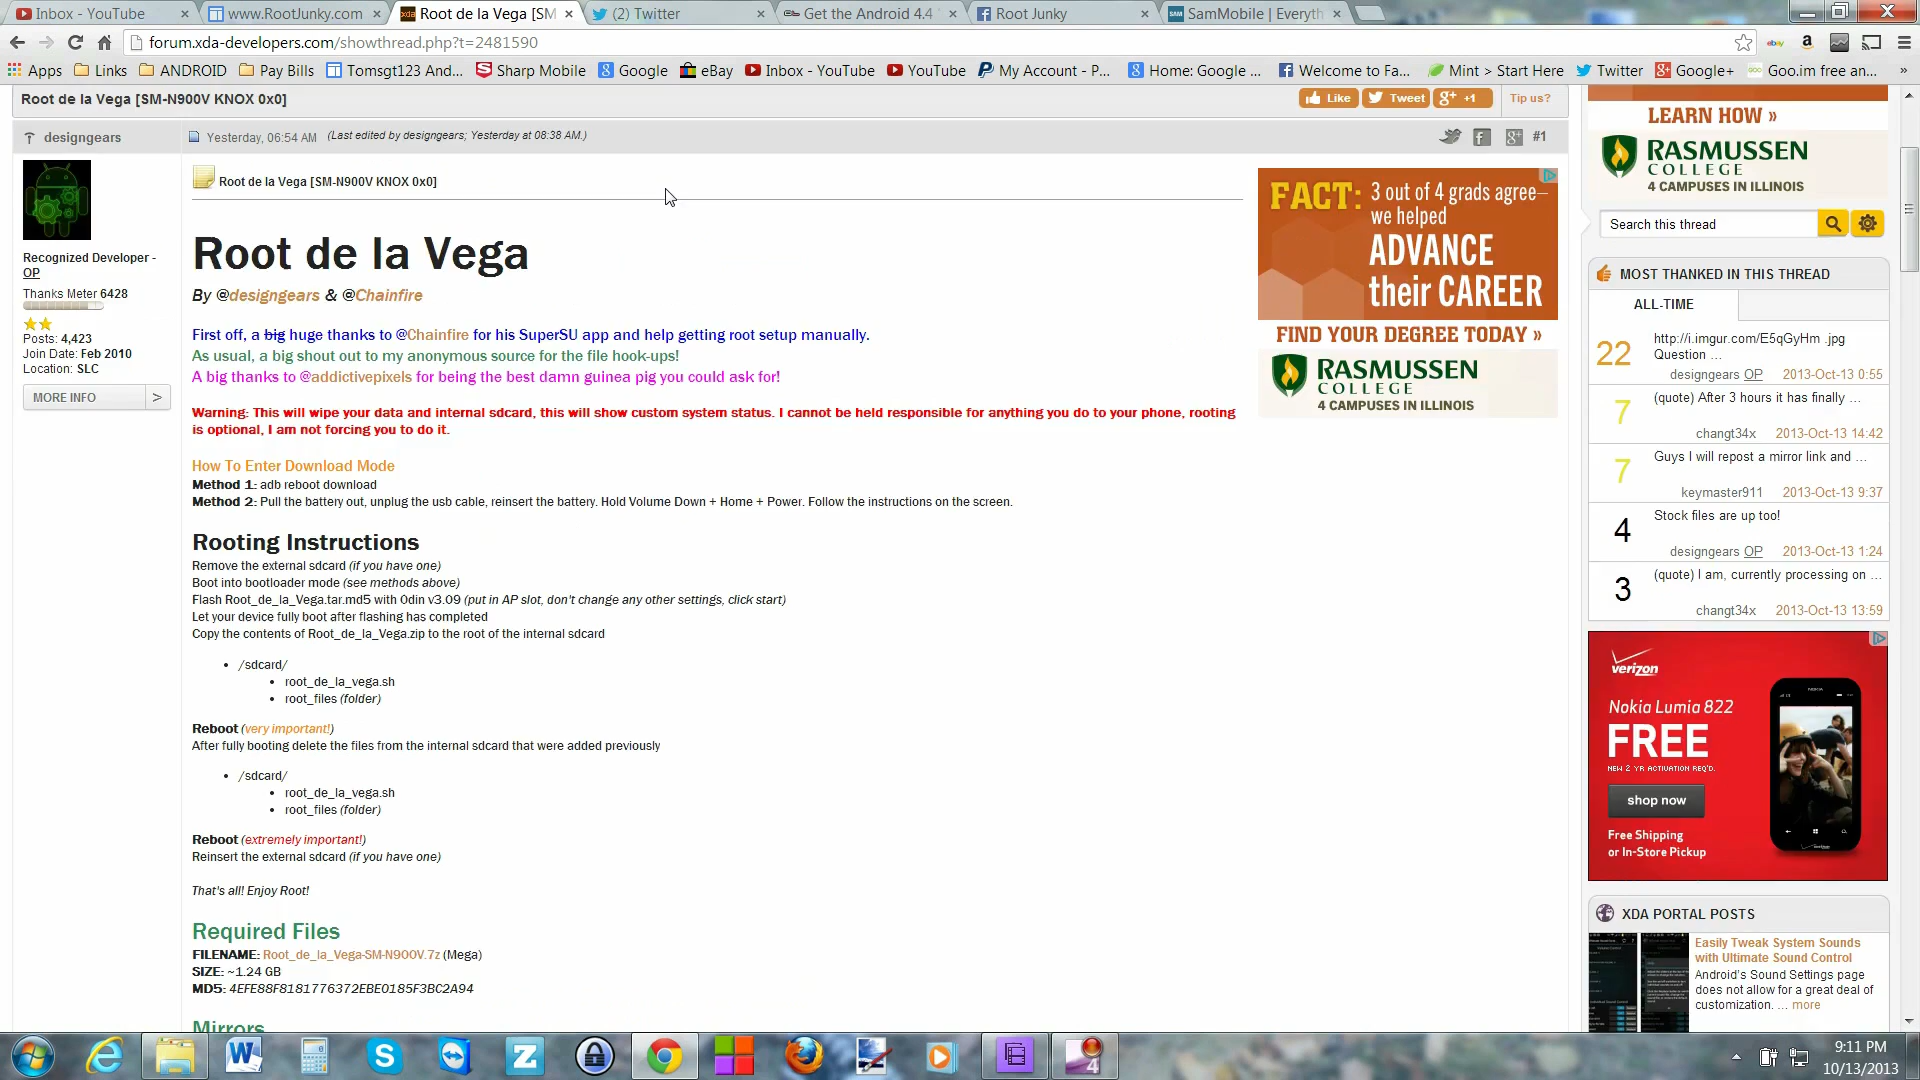 Inbox - YouTube
www.RootJunky.com
Root de la Vega [SM
(2) Twitter
Get the Android 4.4
Root Junky
SamMobile | Everyth
forum.xda-developers.com/showthread.php?t=2481590
Apps
Links
ANDROID
Pay Bills
Tomsgt123 And...
Sharp Mobile
Google
eBay
Inbox - YouTube
YouTube
My Account - P...
Home: Google ...
Welcome to Fa...
Mint > Start Here
Twitter
Google+
Goo.im free an...
»
Root de la Vega [SM-N900V KNOX 0x0]
Like
Tweet
+1
Tip us?
designgears
Yesterday, 06:54 AM
(Last edited by designgears; Yesterday at 08:38 AM.)
#1
Recognized Developer -
OP
Thanks Meter 6428
Posts: 4,423
Join Date: Feb 2010
Location: SLC
MORE INFO >
Root de la Vega [SM-N900V KNOX 0x0]
Root de la Vega
By @designgears & @Chainfire
First off, a big huge thanks to @Chainfire for his SuperSU app and help getting root setup manually.
As usual, a big shout out to my anonymous source for the file hook-ups!
A big thanks to @addictivepixels for being the best damn guinea pig you could ask for!
Warning: This will wipe your data and internal sdcard, this will show custom system status. I cannot be held responsible for anything you do to your phone, rooting
is optional, I am not forcing you to do it.
How To Enter Download Mode
Method 1: adb reboot download
Method 2: Pull the battery out, unplug the usb cable, reinsert the battery. Hold Volume Down + Home + Power. Follow the instructions on the screen.
Rooting Instructions
Remove the external sdcard (if you have one)
Boot into bootloader mode (see methods above)
Flash Root_de_la_Vega.tar.md5 with Odin v3.09 (put in AP slot, don't change any other settings, click start)
Let your device fully boot after flashing has completed
Copy the contents of Root_de_la_Vega.zip to the root of the internal sdcard
• /sdcard/
• root_de_la_vega.sh
• root_files (folder)
Reboot (very important!)
After fully booting delete the files from the internal sdcard that were added previously
• /sdcard/
• root_de_la_vega.sh
• root_files (folder)
Reboot (extremely important!)
Reinsert the external sdcard (if you have one)
That's all! Enjoy Root!
Required Files
FILENAME: Root_de_la_Vega-SM-N900V.7z (Mega)
SIZE: ~1.24 GB
MD5: 4EFE88F8181776372EBE0185F3BC2A94
Mirrors
FACT: 3 out of 4 grads agree—
we helped
ADVANCE
their CAREER
FIND YOUR DEGREE TODAY »
RASMUSSEN
COLLEGE
4 CAMPUSES IN ILLINOIS
LEARN HOW »
RASMUSSEN
COLLEGE
4 CAMPUSES IN ILLINOIS
Search this thread
MOST THANKED IN THIS THREAD
ALL-TIME
22
http://i.imgur.com/E5qGyHm .jpg
Question ...
designgears OP 2013-Oct-13 0:55
7
(quote) After 3 hours it has finally ...
changt34x 2013-Oct-13 14:42
7
Guys I will repost a mirror link and ...
keymaster911 2013-Oct-13 9:37
4
Stock files are up too!
designgears OP 2013-Oct-13 1:24
3
(quote) I am, currently processing on ...
changt34x 2013-Oct-13 13:59
verizon
Nokia Lumia 822
FREE
NEW 2 YR ACTIVATION REQ'D.
shop now
Free Shipping
or In-Store Pickup
XDA PORTAL POSTS
Easily Tweak System Sounds
with Ultimate Sound Control
Android's Sound Settings page
does not allow for a great deal of
customization. ... more
9:11 PM
10/13/2013